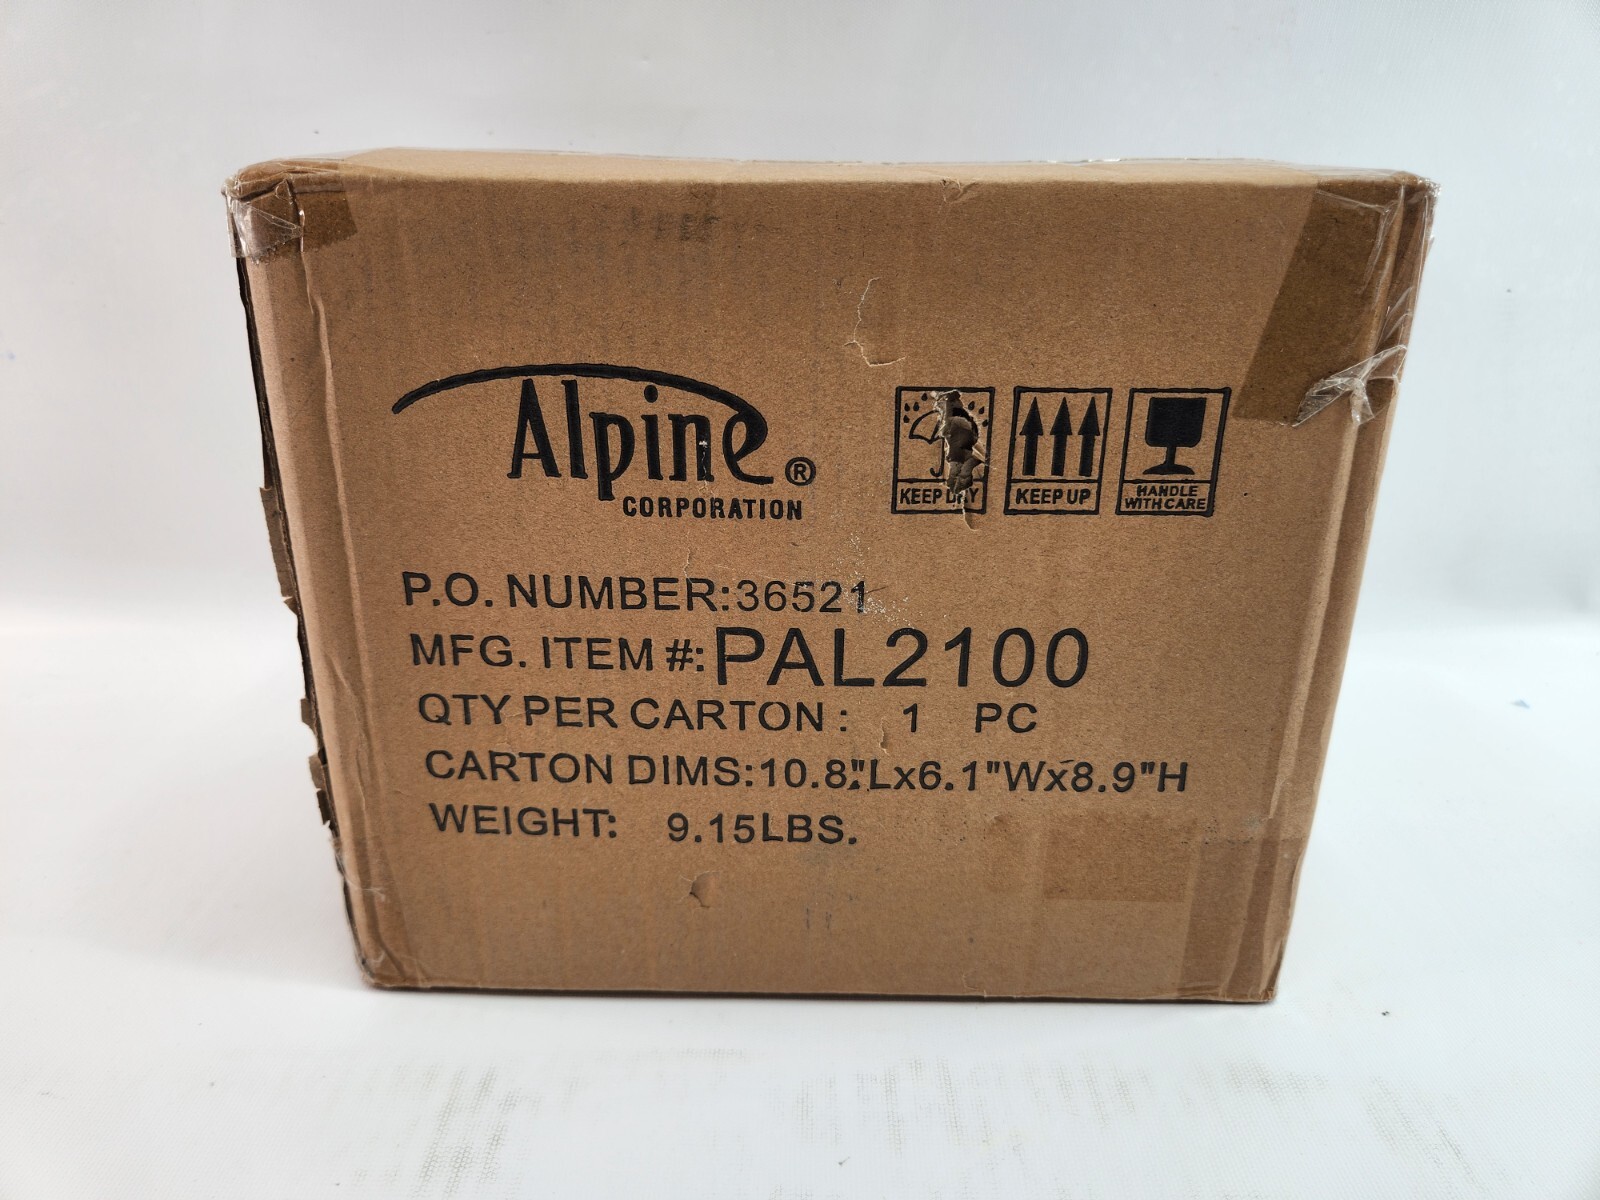 Alpine®
CORPORATION
KEEP DRY
KEEP UP
HANDLE
WITH CARE
P.O. NUMBER:36521
MFG. ITEM #:PAL2100
QTY PER CARTON : 1 PC
CARTON DIMS:10.8"Lx6.1"Wx8.9"H
WEIGHT: 9.15LBS.